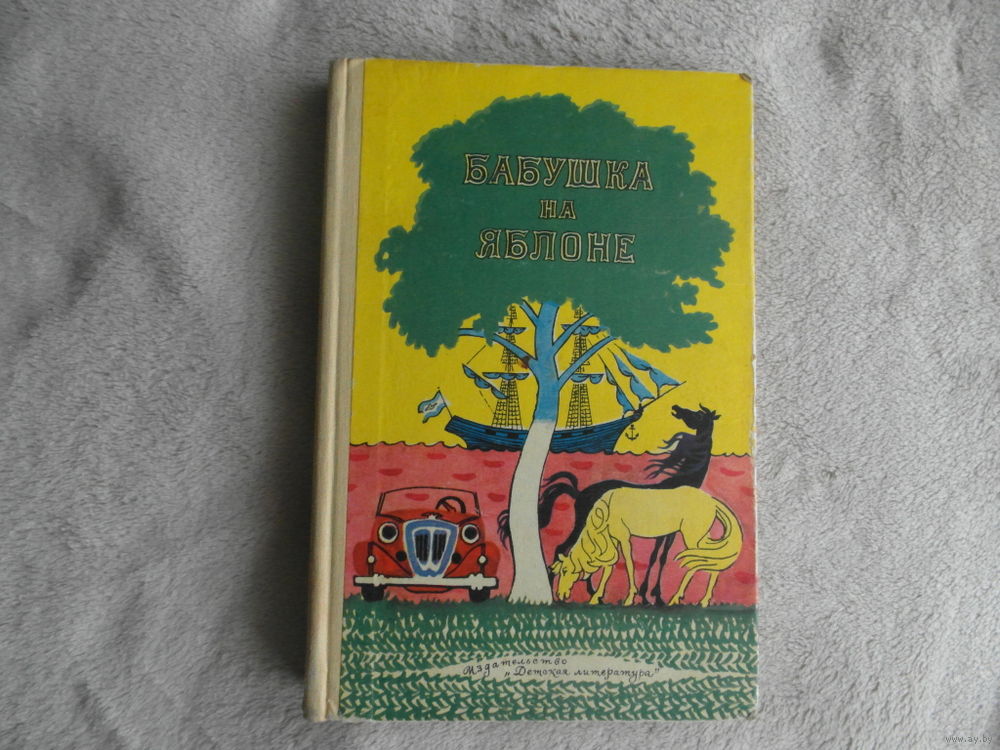 БАБУШКА
НА
ЯБЛОНЕ
Издательство
„Детская литература"
www.ay.by